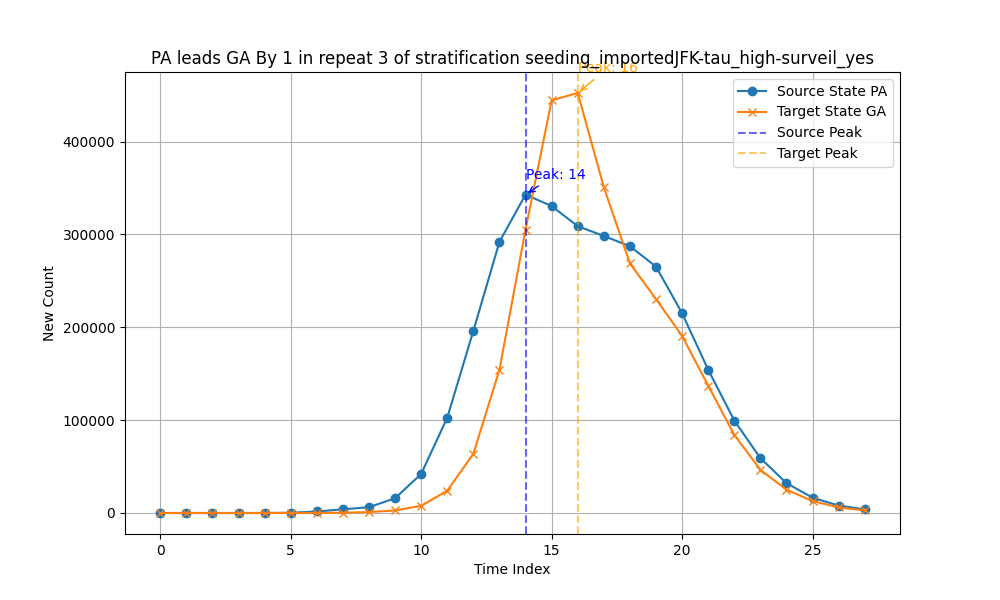 PA leads GA By 1 in repeat 3 of stratification seeding_importedJFK-tau_high-surveil_yes
Peak: 16
Source State PA
Target State GA
Source Peak
Target Peak
Peak: 14
New Count
400000
300000
200000
100000
0
0 5 10 15 20 25
Time Index